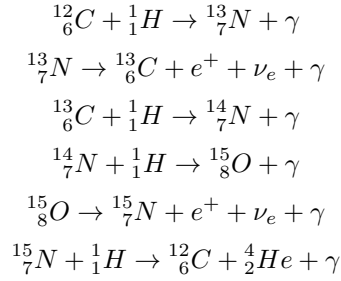 ¹²₆C + ¹₁H → ¹³₇N + γ
¹³₇N → ¹³₆C + e⁺ + νₑ + γ
¹³₆C + ¹₁H → ¹⁴₇N + γ
¹⁴₇N + ¹₁H → ¹⁵₈O + γ
¹⁵₈O → ¹⁵₇N + e⁺ + νₑ + γ
¹⁵₇N + ¹₁H → ¹²₆C + ⁴₂He + γ